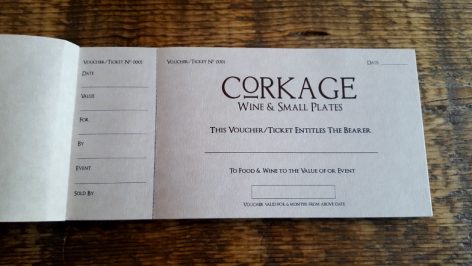 Voucher/Ticket Nº 0001
Date
Value
For
By
Event
Sold By
Voucher/Ticket Nº 0001
Date
CORKAGE
Wine & Small Plates
This Voucher/Ticket Entitles The Bearer
To Food & Wine to the Value of or Event
Voucher valid for 6 months from above date